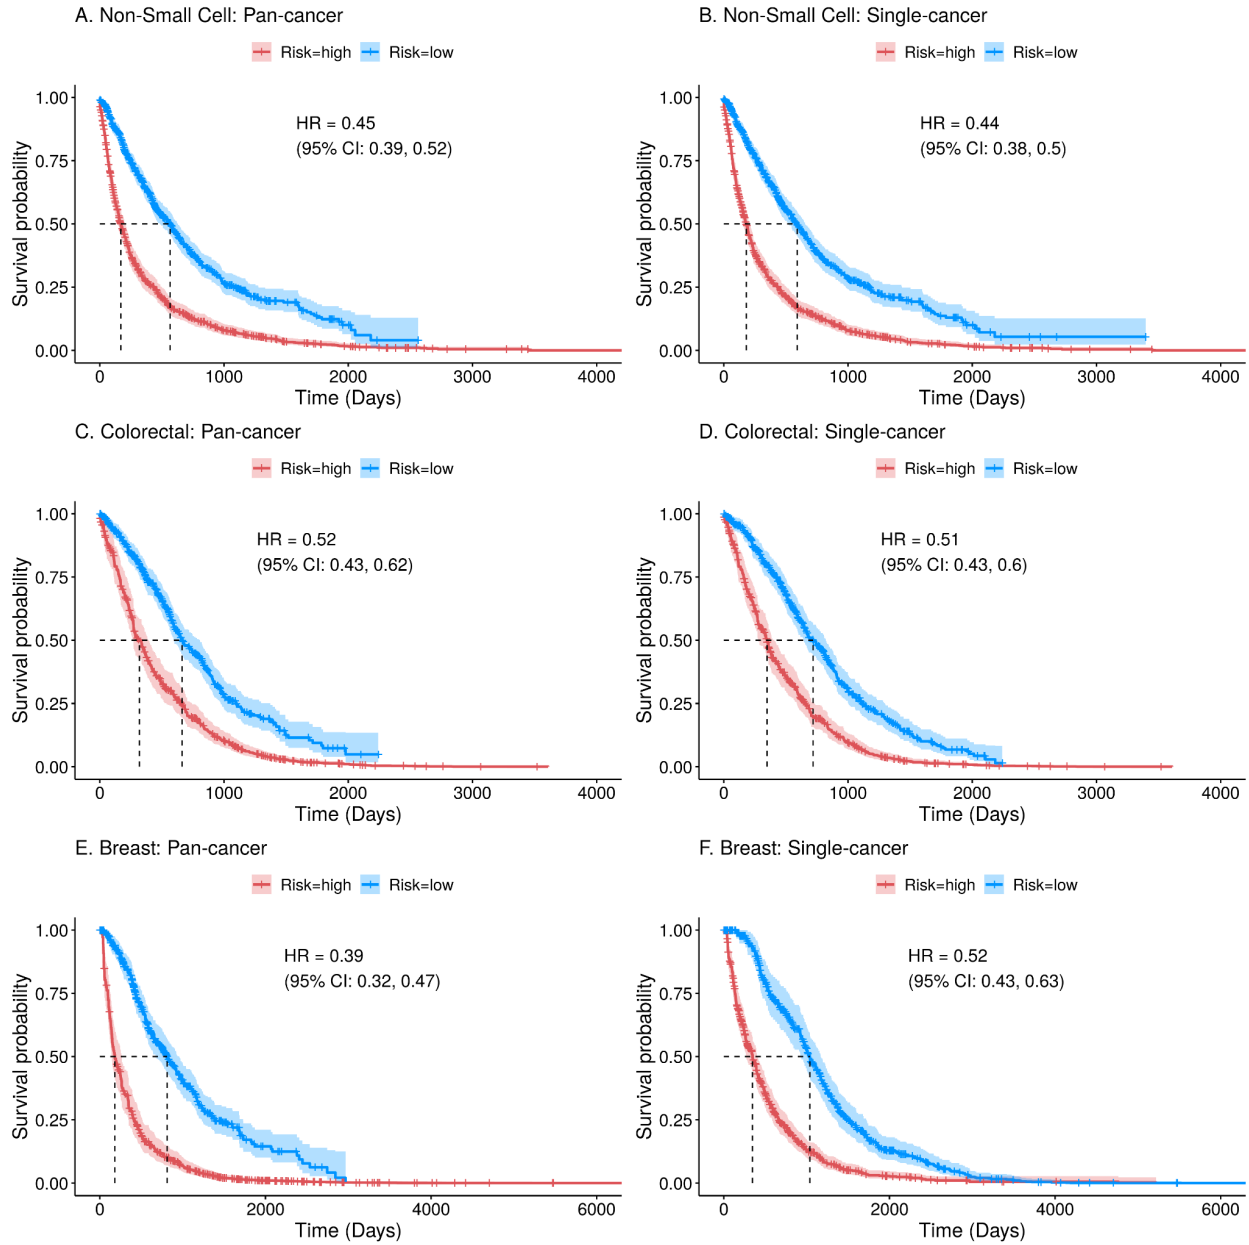 A. Non-Small Cell: Pan-cancer
Risk=high Risk=low
HR = 0.45
(95% CI: 0.39, 0.52)
Survival probability
1.00
0.75
0.50
0.25
0.00
0 1000 2000 3000 4000
Time (Days)
B. Non-Small Cell: Single-cancer
Risk=high Risk=low
HR = 0.44
(95% CI: 0.38, 0.5)
Survival probability
1.00
0.75
0.50
0.25
0.00
0 1000 2000 3000 4000
Time (Days)
C. Colorectal: Pan-cancer
Risk=high Risk=low
HR = 0.52
(95% CI: 0.43, 0.62)
Survival probability
1.00
0.75
0.50
0.25
0.00
0 1000 2000 3000 4000
Time (Days)
D. Colorectal: Single-cancer
Risk=high Risk=low
HR = 0.51
(95% CI: 0.43, 0.6)
Survival probability
1.00
0.75
0.50
0.25
0.00
0 1000 2000 3000 4000
Time (Days)
E. Breast: Pan-cancer
Risk=high Risk=low
HR = 0.39
(95% CI: 0.32, 0.47)
Survival probability
1.00
0.75
0.50
0.25
0.00
0 2000 4000 6000
Time (Days)
F. Breast: Single-cancer
Risk=high Risk=low
HR = 0.52
(95% CI: 0.43, 0.63)
Survival probability
1.00
0.75
0.50
0.25
0.00
0 2000 4000 6000
Time (Days)